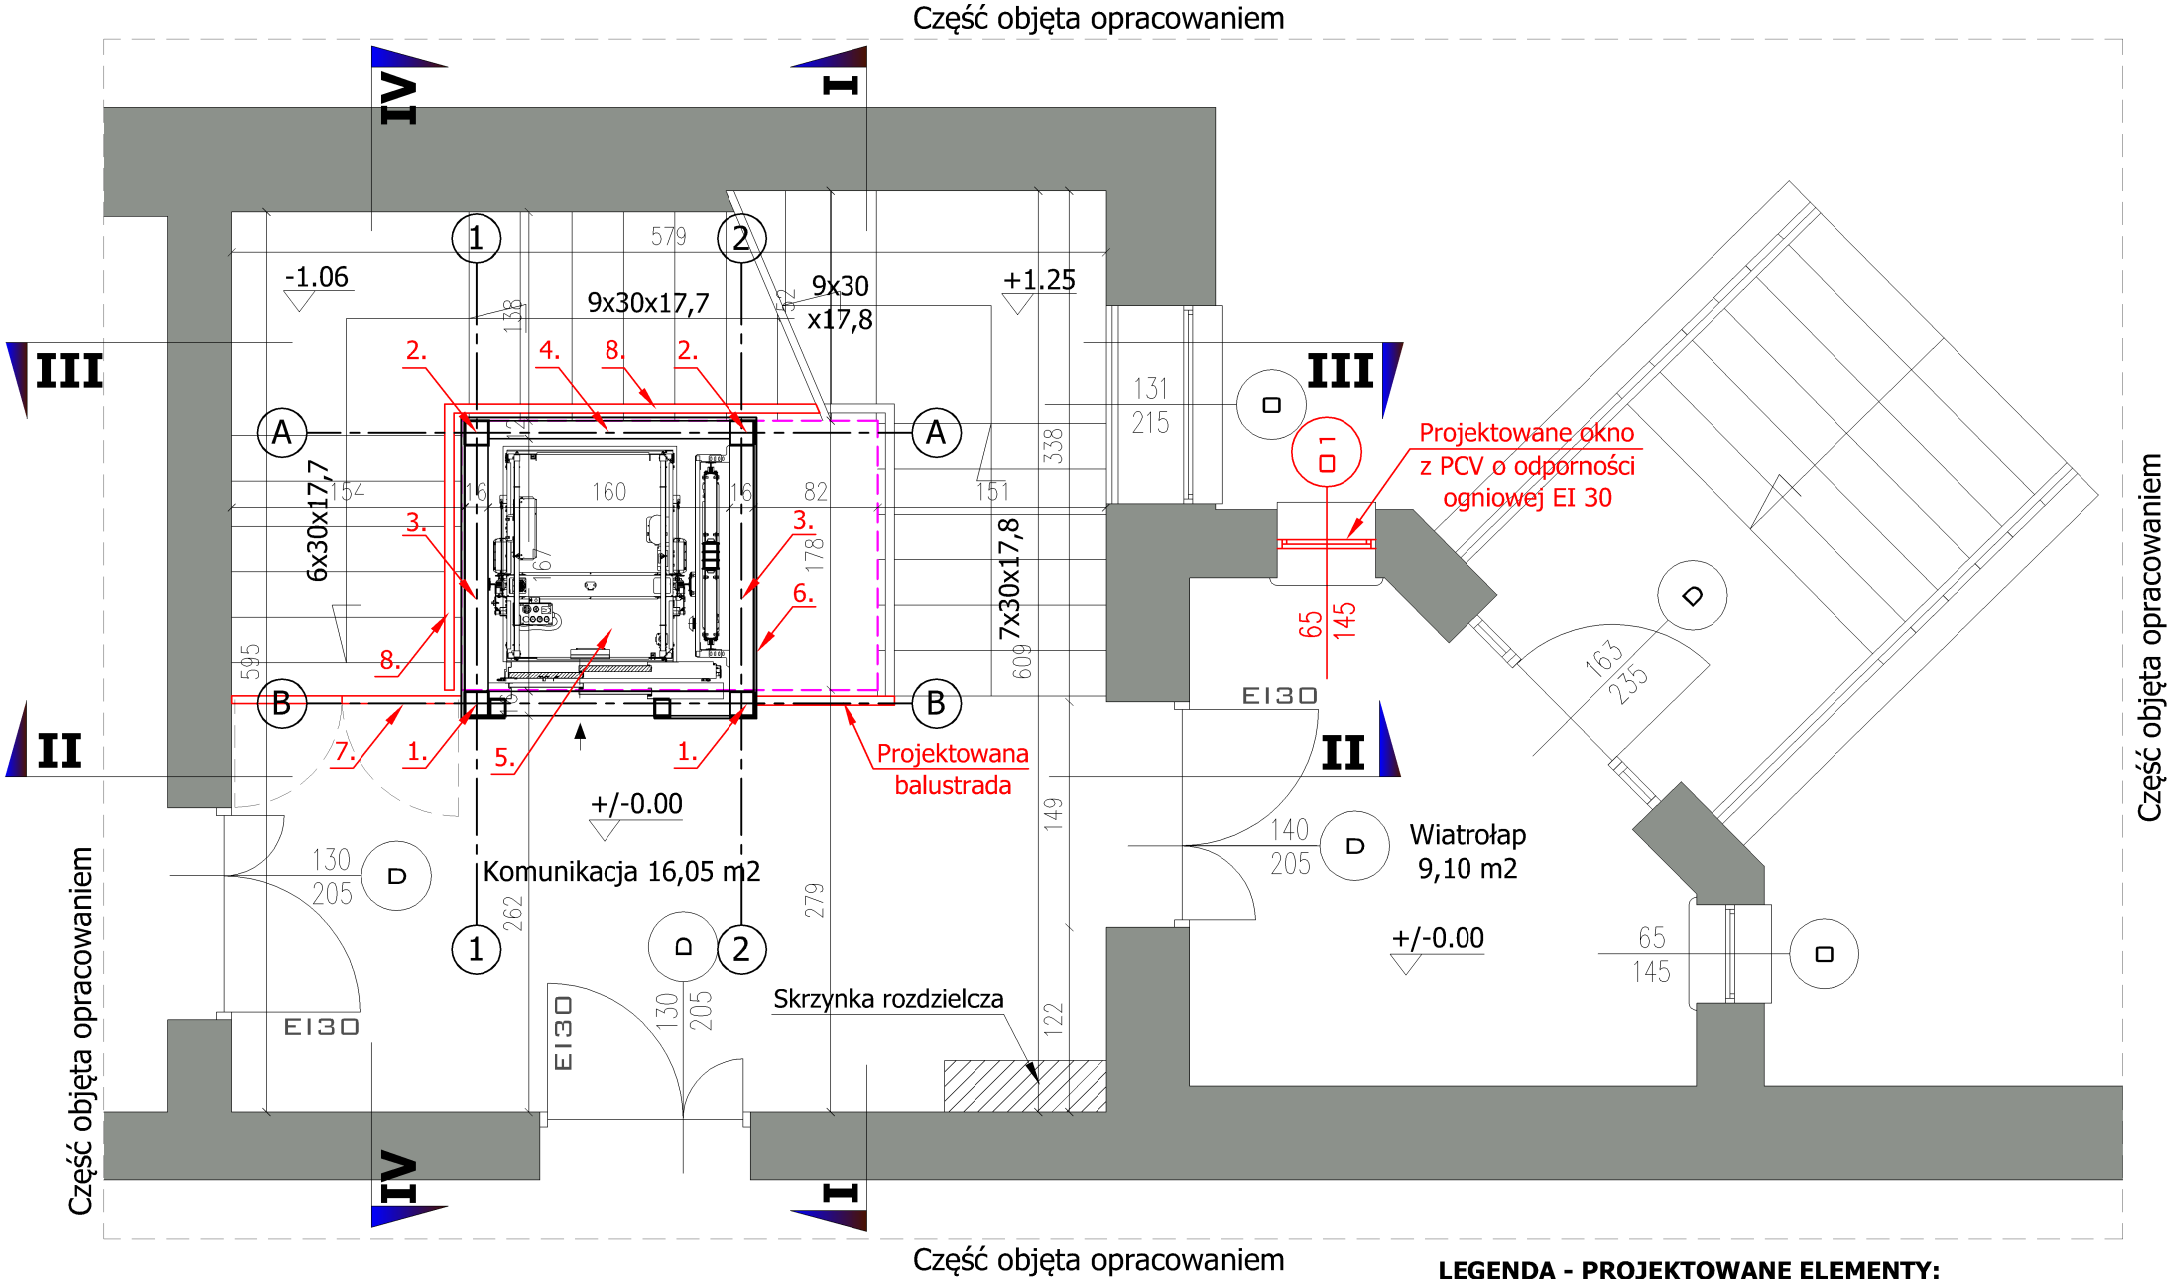 Część objęta opracowaniem
IV
I
1
2
579
-1.06
9x30x17,7
138
52
9x30
x17,8
+1.25
III
III
2.
4.
8.
2.
131
215
O
O1
Projektowane okno
z PCV o odporności
ogniowej EI 30
A
A
12
338
6x30x17,7
154
16
160
16
82
151
3.
3.
167
178
7x30x17,8
6.
65
145
D
163
235
8.
595
609
B
B
19
EI30
II
II
7.
1.
5.
1.
Projektowana
balustrada
+/-0.00
149
140
205
D
Wiatrołap
9,10 m2
130
205
D
Komunikacja 16,05 m2
262
279
1
2
D
130
205
+/-0.00
65
145
O
Skrzynka rozdzielcza
122
EI30
EI30
IV
I
Część objęta opracowaniem
Część objęta opracowaniem
Część objęta opracowaniem
LEGENDA - PROJEKTOWANE ELEMENTY: